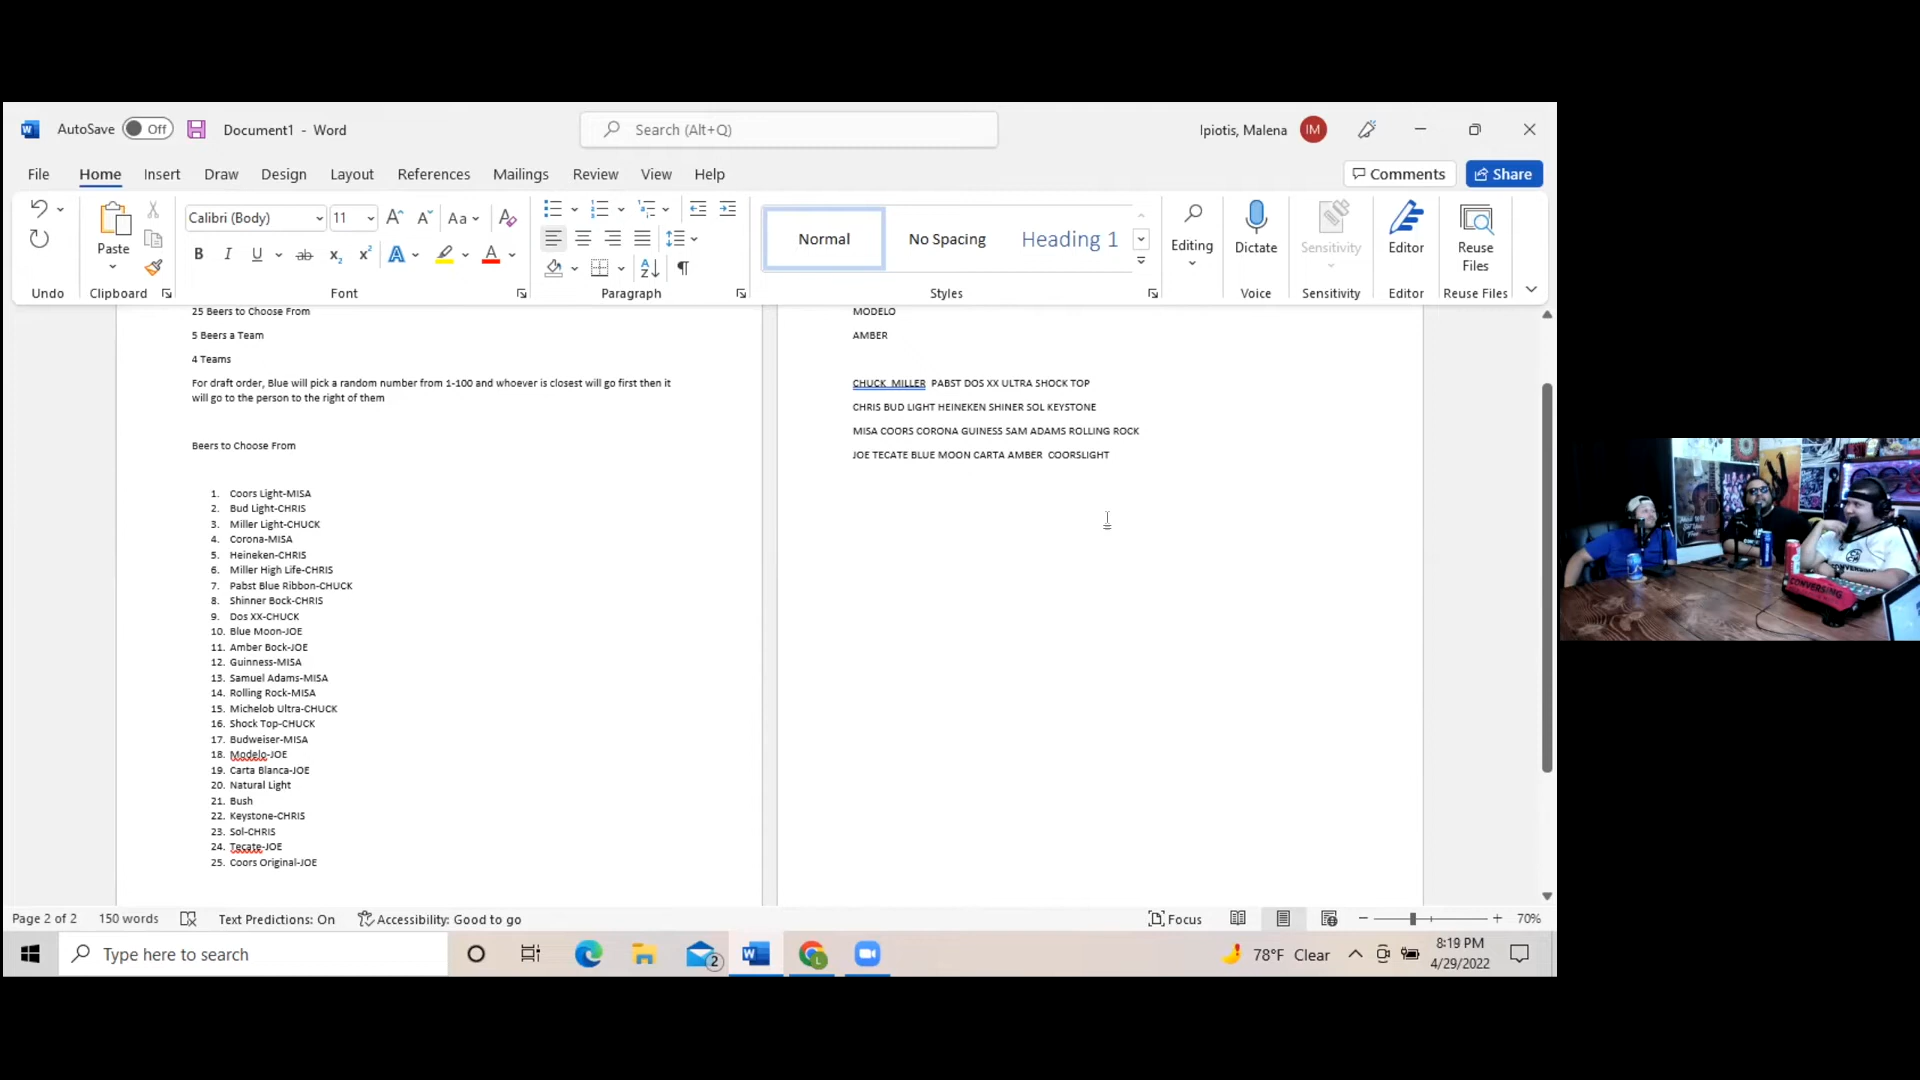 AutoSave Off Document1 - Word Search (Alt+Q) Ipiotis, Malena IM
File Home Insert Draw Design Layout References Mailings Review View Help Comments Share
Calibri (Body) 11 Aa
Paste
Normal No Spacing Heading 1
Editing Dictate Sensitivity Editor Reuse Files
Undo Clipboard Font Paragraph Styles Voice Sensitivity Editor Reuse Files
25 Beers to Choose From
5 Beers a Team
4 Teams
For draft order, Blue will pick a random number from 1-100 and whoever is closest will go first then it
will go to the person to the right of them
Beers to Choose From
1. Coors Light-MISA
2. Bud Light-CHRIS
3. Miller Light-CHUCK
4. Corona-MISA
5. Heineken-CHRIS
6. Miller High Life-CHRIS
7. Pabst Blue Ribbon-CHUCK
8. Shinner Bock-CHRIS
9. Dos XX-CHUCK
10. Blue Moon-JOE
11. Amber Bock-JOE
12. Guinness-MISA
13. Samuel Adams-MISA
14. Rolling Rock-MISA
15. Michelob Ultra-CHUCK
16. Shock Top-CHUCK
17. Budweiser-MISA
18. Modelo-JOE
19. Carta Blanca-JOE
20. Natural Light
21. Bush
22. Keystone-CHRIS
23. Sol-CHRIS
24. Tecate-JOE
25. Coors Original-JOE
MODELO
AMBER
CHUCK MILLER PABST DOS XX ULTRA SHOCK TOP
CHRIS BUD LIGHT HEINEKEN SHINER SOL KEYSTONE
MISA COORS CORONA GUINESS SAM ADAMS ROLLING ROCK
JOE TECATE BLUE MOON CARTA AMBER COORSLIGHT
CONVERSING
CONVERSING
Page 2 of 2 150 words Text Predictions: On Accessibility: Good to go Focus 70%
Type here to search 2 78°F Clear 8:19 PM
4/29/2022